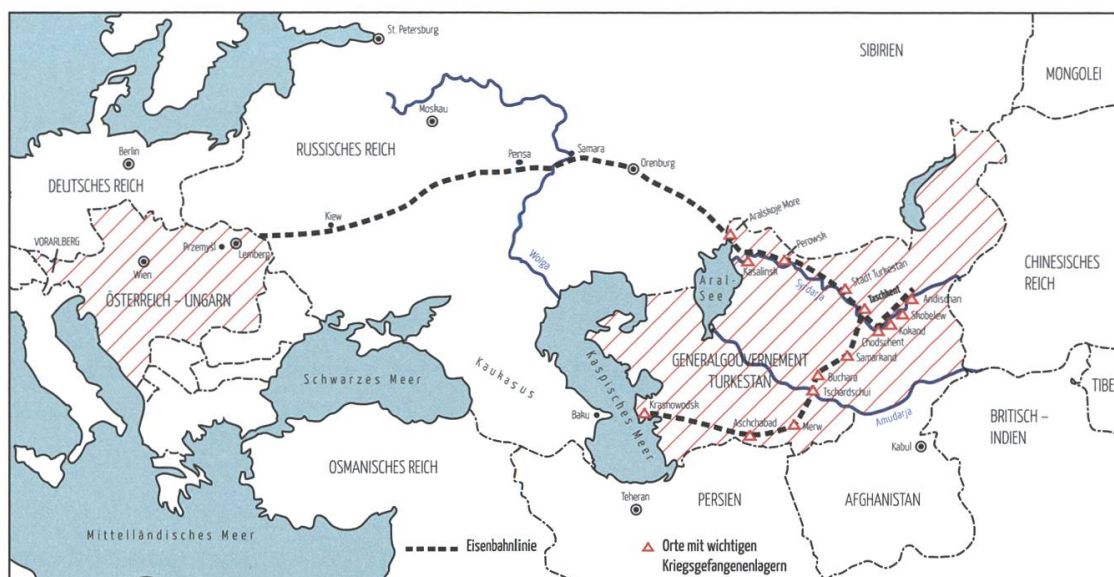 St. Petersburg
SIBIRIEN
MONGOLEI
Moskau
RUSSISCHES REICH
Berlin
Pensa
Samara
Orenburg
DEUTSCHES REICH
Kiew
Aralskoje More
VORARLBERG
Przemyśl
Lemberg
Perowsk
Wien
Wolga
Kasalinsk
Stadt Turkestan
CHINESISCHES
REICH
Aral-
See
Syrdarja
Taschkent
Andischan
ÖSTERREICH – UNGARN
Skobelew
Kokand
Chodschent
GENERALGOUVERNEMENT
TURKESTAN
Samarkand
Schwarzes Meer
Kaukasus
Kaspisches Meer
Buchara
Tschardschui
TIBE
Krasnowodsk
Baku
Amudarja
BRITISCH –
INDIEN
Aschchabad
Merw
Kabul
OSMANISCHES REICH
Teheran
PERSIEN
AFGHANISTAN
Mittelländisches Meer
Eisenbahnlinie
Orte mit wichtigen
Kriegsgefangenenlagern